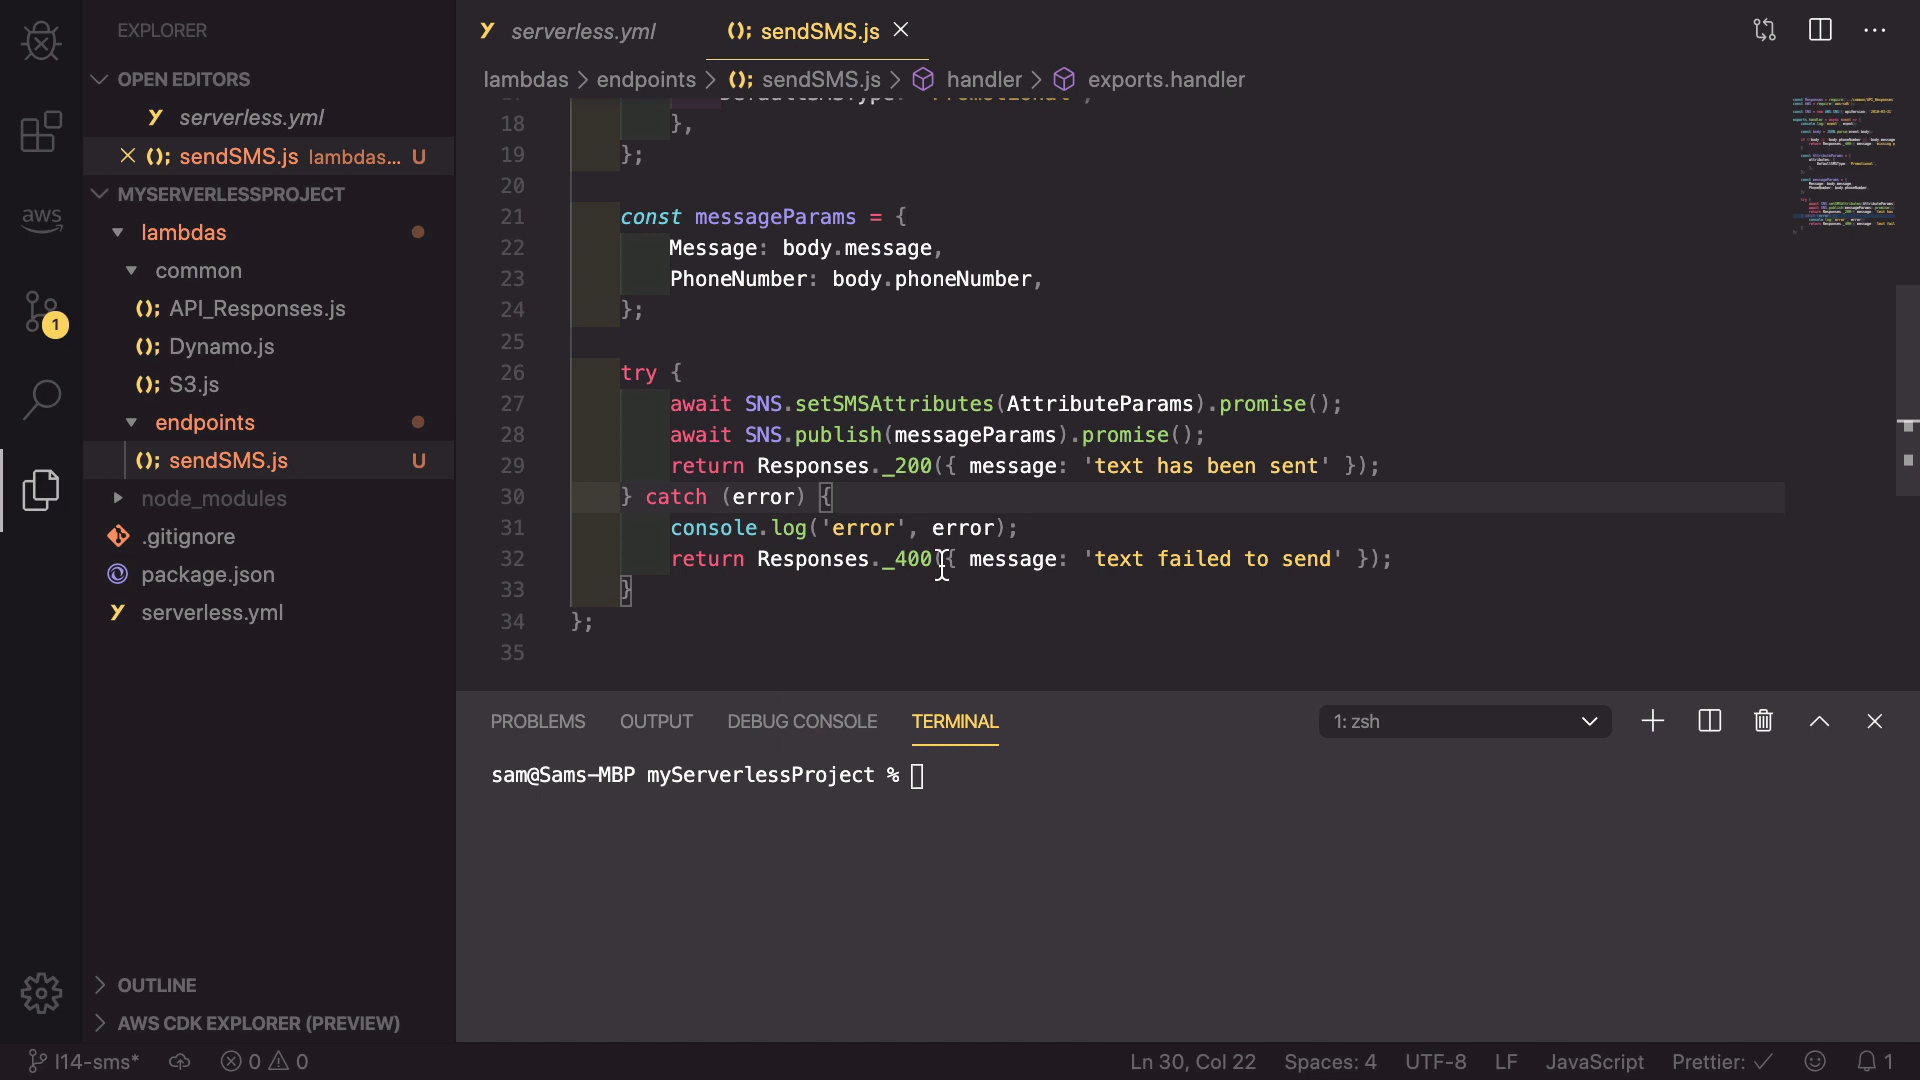 EXPLORER
OPEN EDITORS
serverless.yml
sendSMS.js lambdas... U
MYSERVERLESSPROJECT
lambdas
common
API_Responses.js
Dynamo.js
S3.js
endpoints
sendSMS.js U
node_modules
.gitignore
package.json
serverless.yml
OUTLINE
AWS CDK EXPLORER (PREVIEW)
aws
1
serverless.yml
sendSMS.js
lambdas > endpoints > sendSMS.js > handler > exports.handler
18 },
19 };
20
21 const messageParams = {
22 Message: body.message,
23 PhoneNumber: body.phoneNumber,
24 };
25
26 try {
27 await SNS.setSMSAttributes(AttributeParams).promise();
28 await SNS.publish(messageParams).promise();
29 return Responses._200({ message: 'text has been sent' });
30 } catch (error) {
31 console.log('error', error);
32 return Responses._400({ message: 'text failed to send' });
33 }
34 };
35
PROBLEMS OUTPUT DEBUG CONSOLE TERMINAL 1: zsh
sam@Sams-MBP myServerlessProject %
l14-sms* 0 0 Ln 30, Col 22 Spaces: 4 UTF-8 LF JavaScript Prettier: ✓ 1